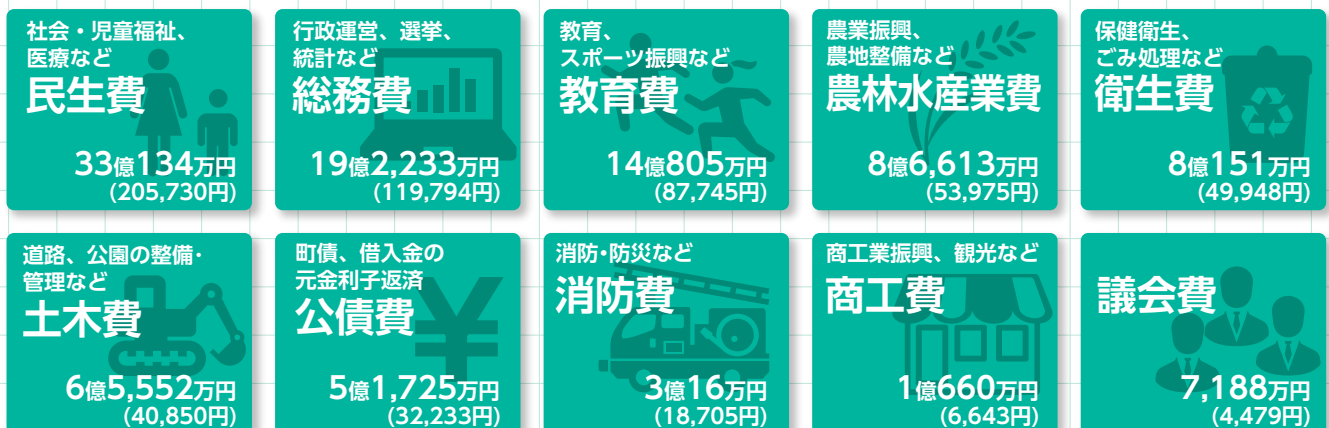 社会・児童福祉、
医療など
民生費
33億134万円
(205,730円)
行政運営、選挙、
統計など
総務費
19億2,233万円
(119,794円)
教育、
スポーツ振興など
教育費
14億805万円
(87,745円)
農業振興、
農地整備など
農林水産業費
8億6,613万円
(53,975円)
保健衛生、
ごみ処理など
衛生費
8億151万円
(49,948円)
道路、公園の整備・
管理など
土木費
6億5,552万円
(40,850円)
町債、借入金の
元金利子返済
公債費
¥
5億1,725万円
(32,233円)
消防・防災など
消防費
3億16万円
(18,705円)
商工業振興、観光など
商工費
1億660万円
(6,643円)
議会費
7,188万円
(4,479円)